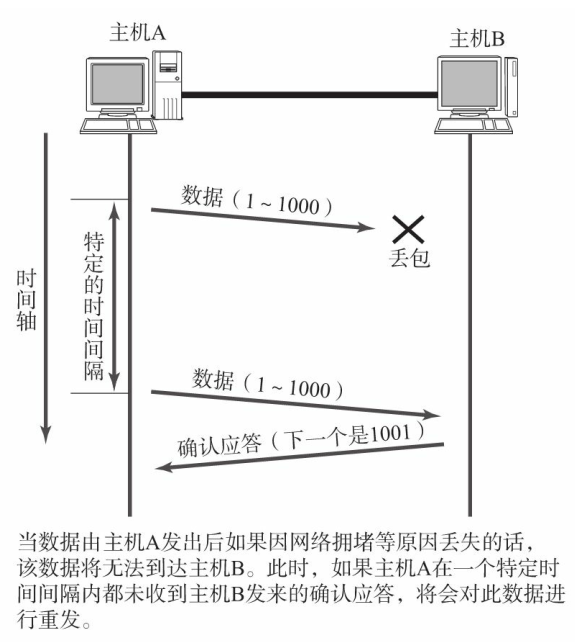 主机A
主机B
数据（1～1000）
丢包
特定的时间间隔
时间轴
数据（1～1000）
确认应答（下一个是1001）
当数据由主机A发出后如果因网络拥堵等原因丢失的话，
该数据将无法到达主机B。此时，如果主机A在一个特定时
间间隔内都未收到主机B发来的确认应答，将会对此数据进
行重发。